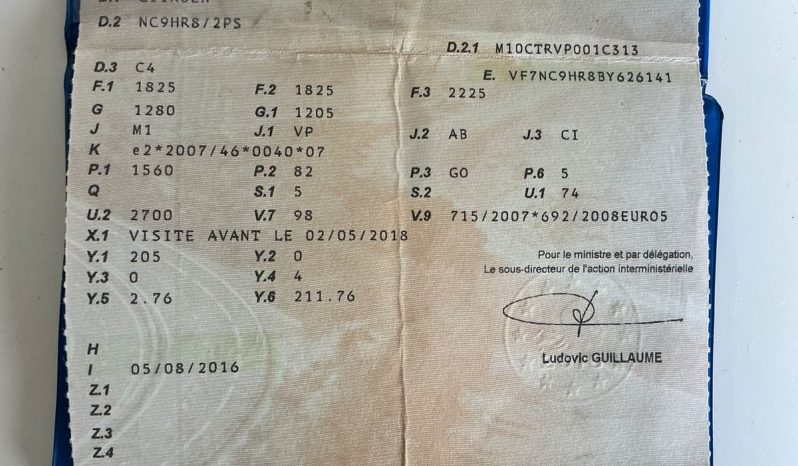 D.2 NC9HR8/2PS
D.2.1 M10CTRVP001C313
D.3 C4
E. VF7NC9HR8BY626141
F.1 1825 F.2 1825 F.3 2225
G 1280 G.1 1205
J M1 J.1 VP J.2 AB J.3 CI
K e2*2007/46*0040*07
P.1 1560 P.2 82 P.3 GO P.6 5
Q S.1 5 S.2 U.1 74
U.2 2700 V.7 98 V.9 715/2007*692/2008EURO5
X.1 VISITE AVANT LE 02/05/2018
Y.1 205 Y.2 0
Y.3 0 Y.4 4
Y.5 2.76 Y.6 211.76
Pour le ministre et par délégation,
Le sous-directeur de l'action interministérielle
Ludovic GUILLAUME
H
I 05/08/2016
Z.1
Z.2
Z.3
Z.4